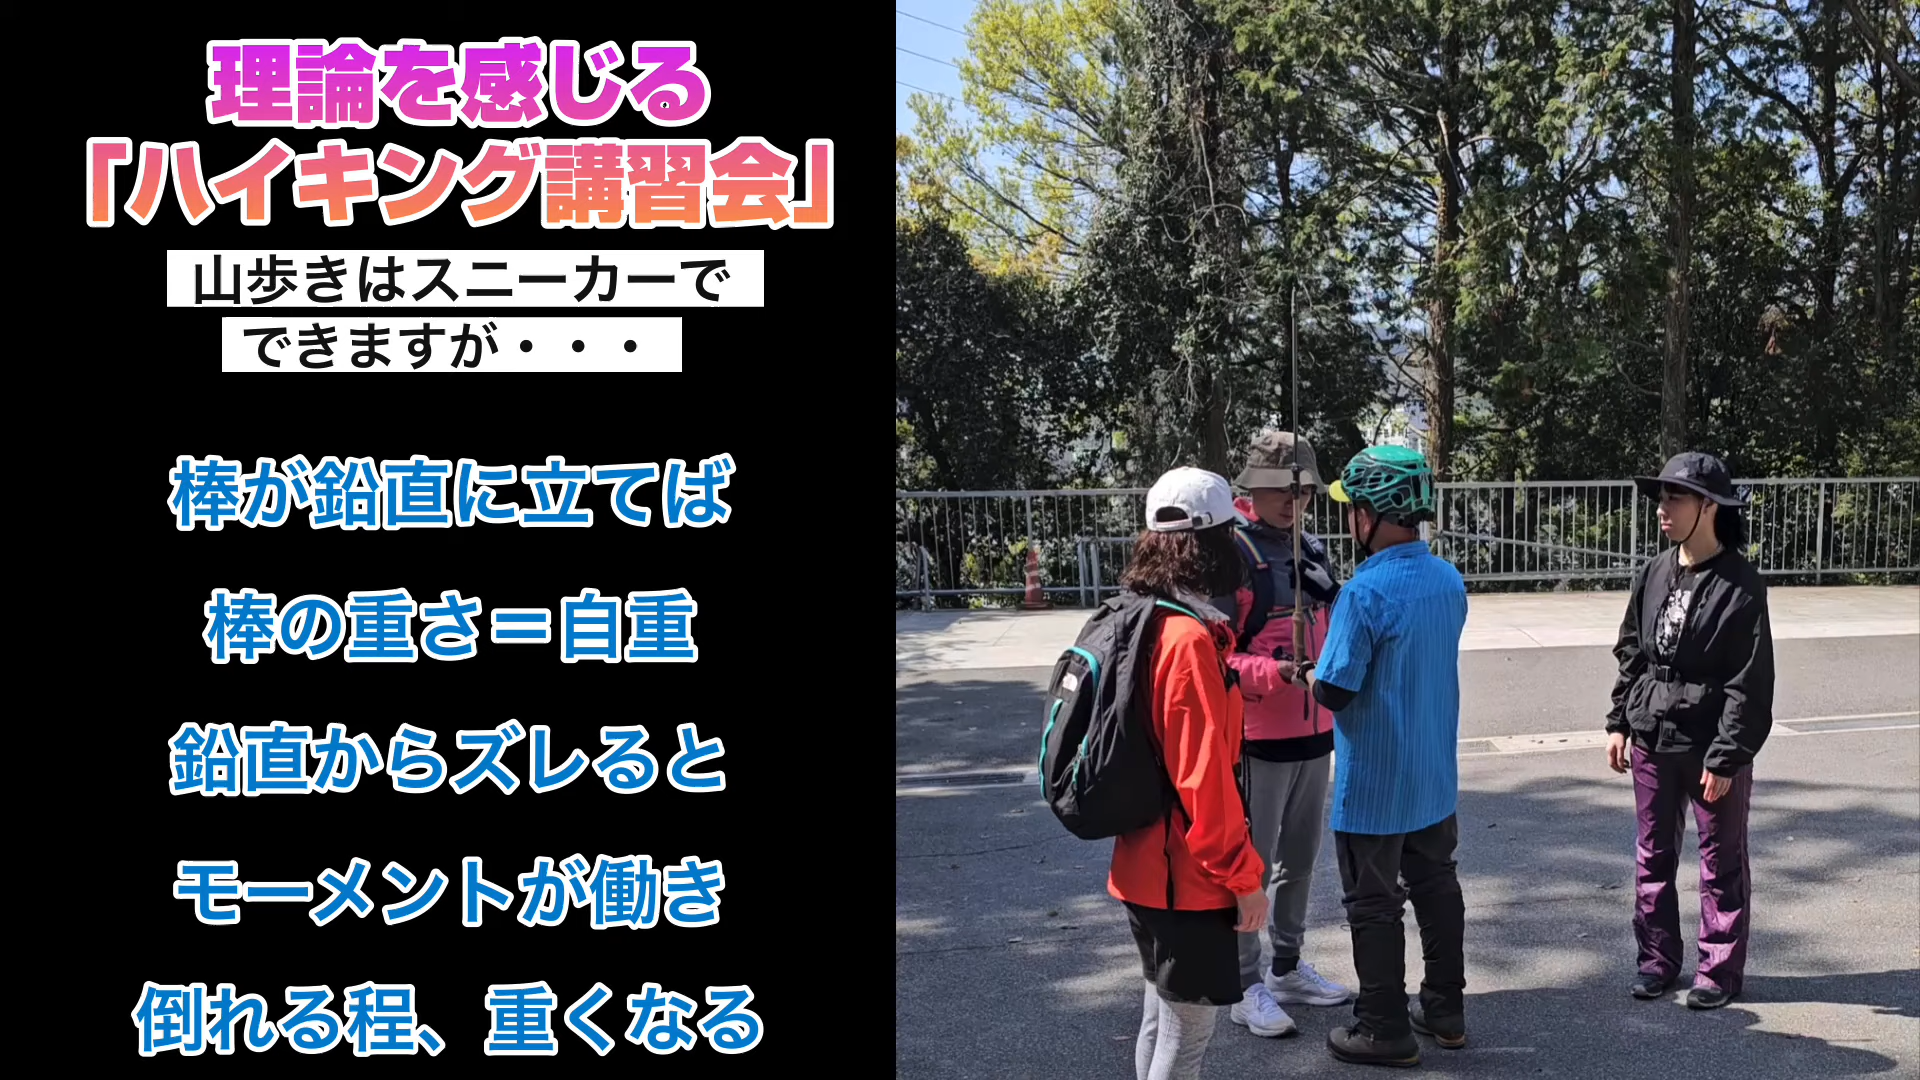 理論を感じる
「ハイキング講習会」
山歩きはスニーカーで
できますが・・・
棒が鉛直に立てば
棒の重さ＝自重
鉛直からズレると
モーメントが働き
倒れる程、重くなる